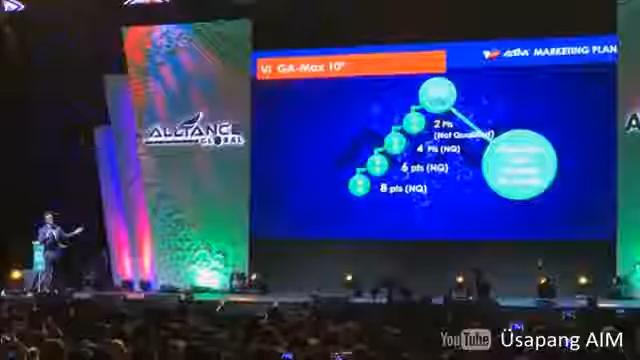 VI GA-Max 10°
AIM MARKETING PLAN
ALLIANCE
GLOBAL
2 Pts
(Not Qualified)
4 Pts (NQ)
6 pts (NQ)
8 pts (NQ)
A
YouTube Üsapang AIM